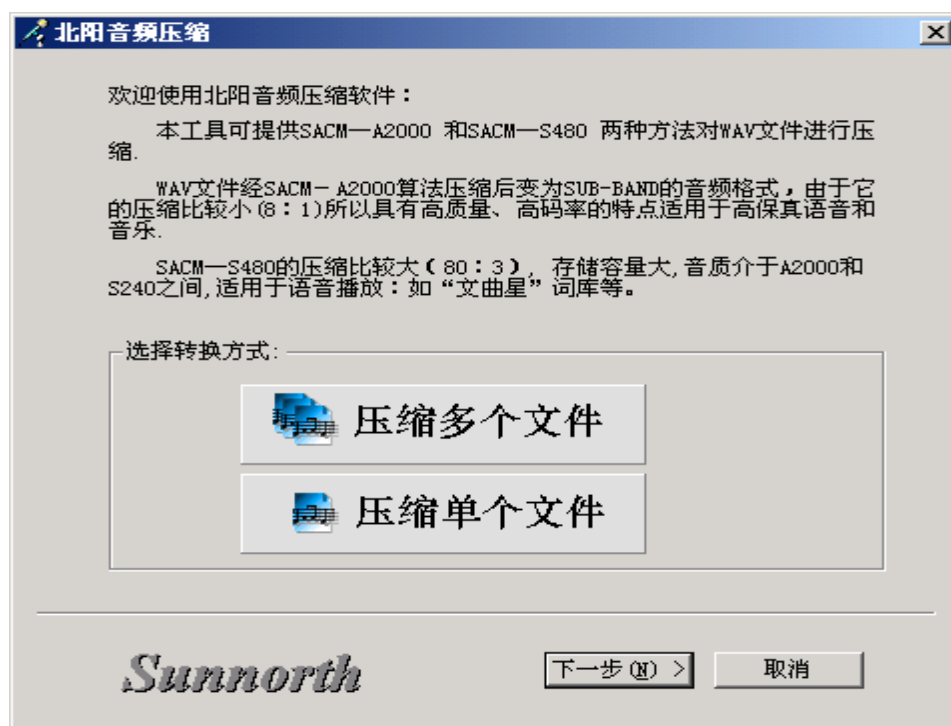 北阳音频压缩
欢迎使用北阳音频压缩软件：
本工具可提供SACM—A2000 和SACM—S480 两种方法对WAV文件进行压
缩.
WAV文件经SACM－A2000算法压缩后变为SUB-BAND的音频格式，由于它
的压缩比较小(8：1)所以具有高质量、高码率的特点适用于高保真语音和
音乐.
SACM—S480的压缩比较大（80：3），存储容量大,音质介于A2000和
S240之间,适用于语音播放：如“文曲星”词库等。
选择转换方式:
压缩多个文件
压缩单个文件
Sunnorth
下一步(N) >
取消